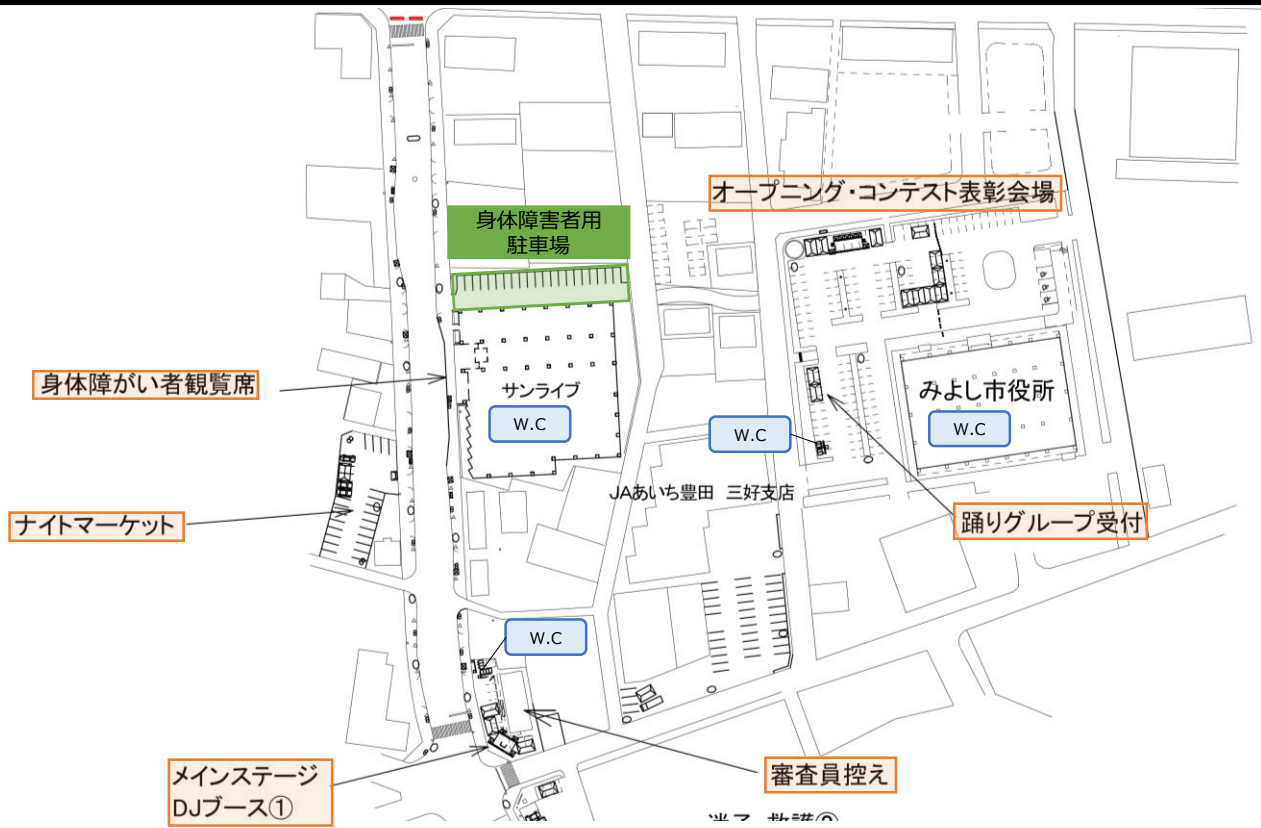 オープニング・コンテスト表彰会場
身体障害者用
駐車場
身体障がい者観覧席
サンライブ
W.C
みよし市役所
W.C
W.C
JAあいち豊田 三好支店
ナイトマーケット
踊りグループ受付
W.C
メインステージ
DJブース①
審査員控え